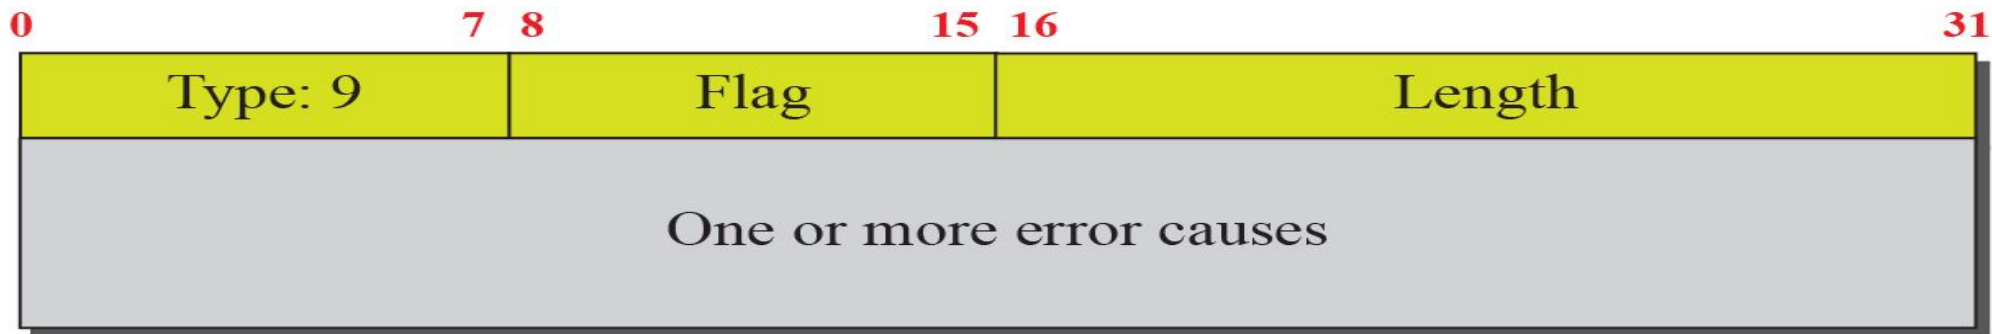 0 7 8 15 16 31
Type: 9 Flag Length
One or more error causes